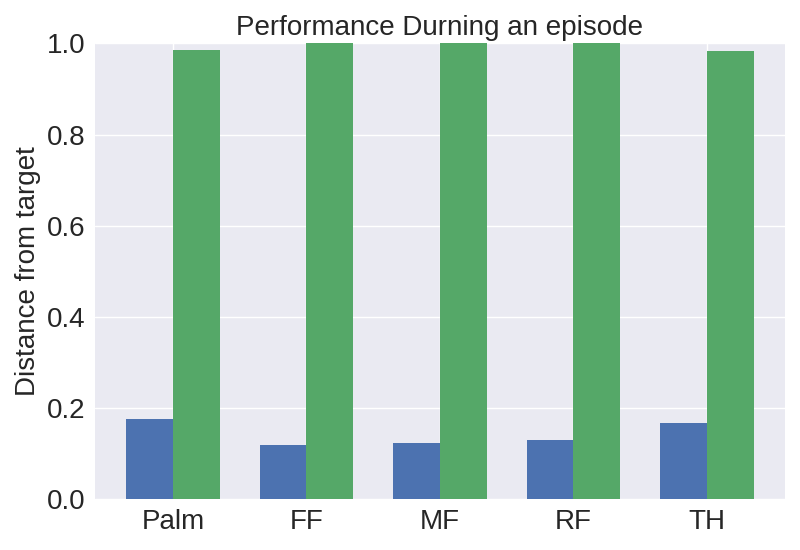 Performance Durning an episode
Distance from target
1.0
0.8
0.6
0.4
0.2
0.0
Palm FF MF RF TH